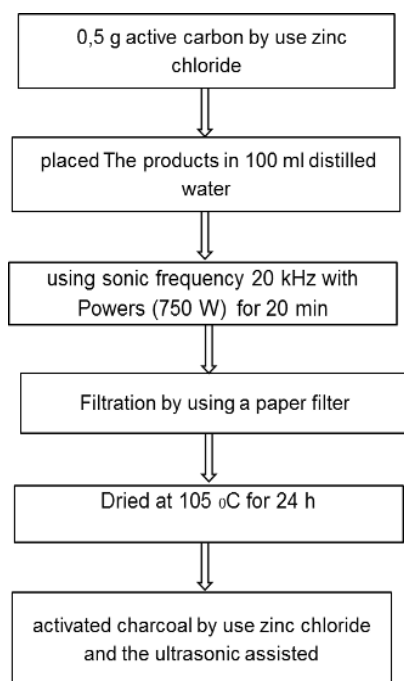 0,5 g active carbon by use zinc
chloride
placed The products in 100 ml distilled
water
using sonic frequency 20 kHz with
Powers (750 W) for 20 min
Filtration by using a paper filter
Dried at 105 ₀C for 24 h
activated charcoal by use zinc chloride
and the ultrasonic assisted